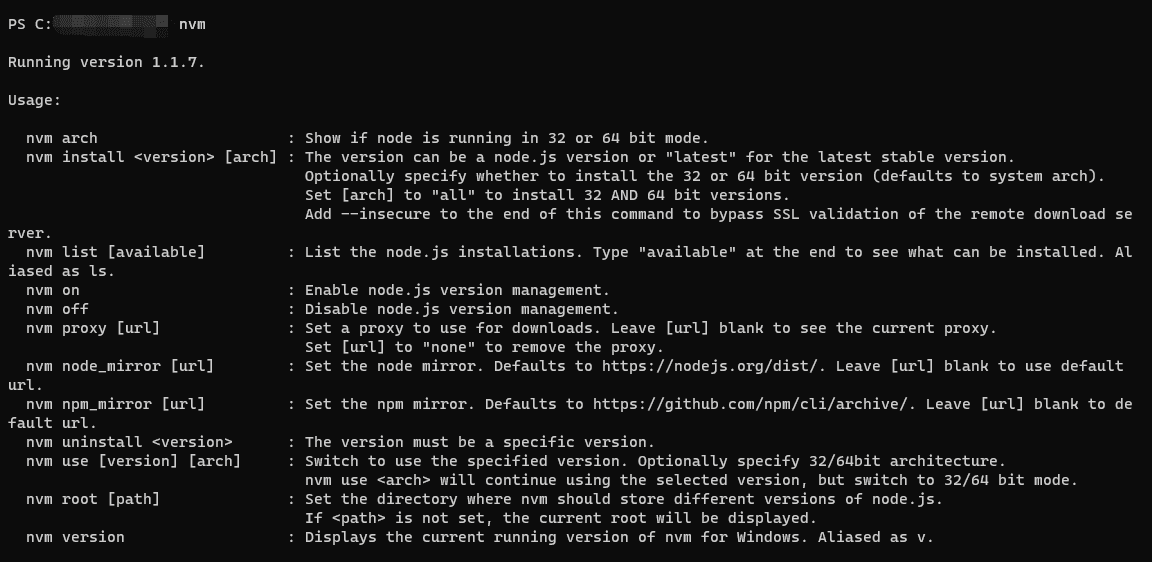 PS C: nvm
Running version 1.1.7.
Usage:
nvm arch : Show if node is running in 32 or 64 bit mode.
nvm install <version> [arch] : The version can be a node.js version or "latest" for the latest stable version.
Optionally specify whether to install the 32 or 64 bit version (defaults to system arch).
Set [arch] to "all" to install 32 AND 64 bit versions.
Add --insecure to the end of this command to bypass SSL validation of the remote download se
rver.
nvm list [available] : List the node.js installations. Type "available" at the end to see what can be installed. Al
iased as ls.
nvm on : Enable node.js version management.
nvm off : Disable node.js version management.
nvm proxy [url] : Set a proxy to use for downloads. Leave [url] blank to see the current proxy.
Set [url] to "none" to remove the proxy.
nvm node_mirror [url] : Set the node mirror. Defaults to https://nodejs.org/dist/. Leave [url] blank to use default
url.
nvm npm_mirror [url] : Set the npm mirror. Defaults to https://github.com/npm/cli/archive/. Leave [url] blank to de
fault url.
nvm uninstall <version> : The version must be a specific version.
nvm use [version] [arch] : Switch to use the specified version. Optionally specify 32/64bit architecture.
nvm use <arch> will continue using the selected version, but switch to 32/64 bit mode.
nvm root [path] : Set the directory where nvm should store different versions of node.js.
If <path> is not set, the current root will be displayed.
nvm version : Displays the current running version of nvm for Windows. Aliased as v.